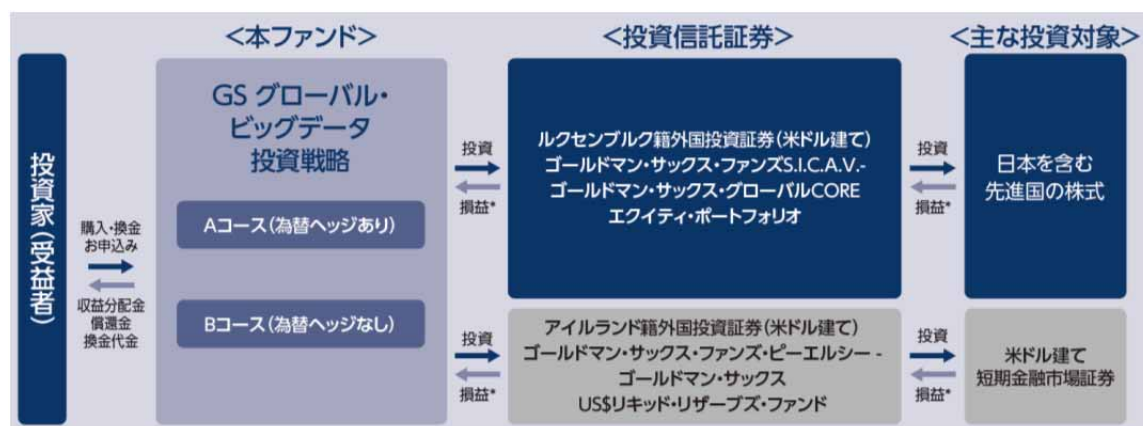 <本ファンド>
<投資信託証券>
<主な投資対象>
投資家(受益者)
購入・換金
お申込み
収益分配金
償還金
換金代金
GS グローバル・
ビッグデータ
投資戦略
Aコース(為替ヘッジあり)
Bコース(為替ヘッジなし)
投資
損益*
投資
損益*
ルクセンブルク籍外国投資証券(米ドル建て)
ゴールドマン・サックス・ファンズS.I.C.A.V.-
ゴールドマン・サックス・グローバルCORE
エクイティ・ポートフォリオ
アイルランド籍外国投資証券(米ドル建て)
ゴールドマン・サックス・ファンズ・ピーエルシー -
ゴールドマン・サックス
US$リキッド・リザーブズ・ファンド
投資
損益*
投資
損益*
日本を含む
先進国の株式
米ドル建て
短期金融市場証券